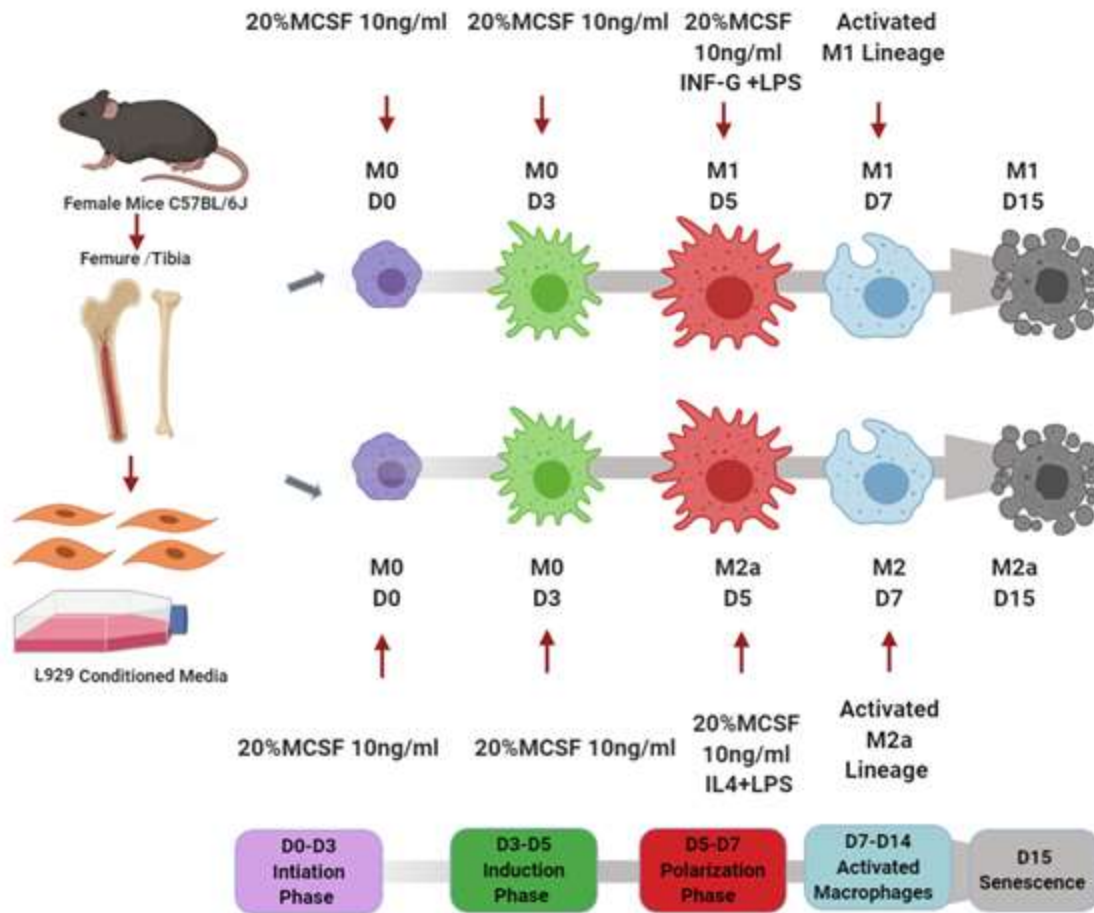 20%MCSF 10ng/ml
20%MCSF 10ng/ml
20%MCSF
10ng/ml
INF-G +LPS
Activated
M1 Lineage
Female Mice C57BL/6J
Femure /Tibia
L929 Conditioned Media
M0
D0
M0
D3
M1
D5
M1
D7
M1
D15
M0
D0
M0
D3
M2a
D5
M2
D7
M2a
D15
20%MCSF 10ng/ml
20%MCSF 10ng/ml
20%MCSF
10ng/ml
IL4+LPS
Activated
M2a
Lineage
D0-D3
Intiation
Phase
D3-D5
Induction
Phase
D5-D7
Polarization
Phase
D7-D14
Activated
Macrophages
D15
Senescence